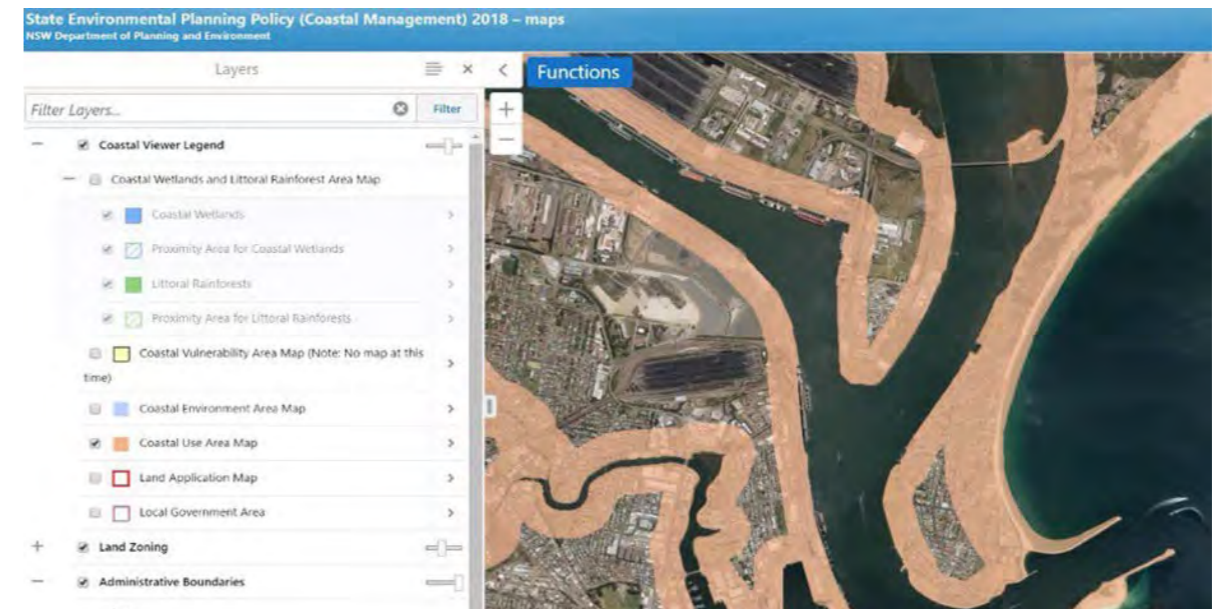 State Environmental Planning Policy (Coastal Management) 2018 – maps
NSW Department of Planning and Environment
Layers
Functions
Filter Layers...
Filter
Coastal Viewer Legend
Coastal Wetlands and Littoral Rainforest Area Map
Coastal Wetlands
Proximity Area for Coastal Wetlands
Littoral Rainforests
Proximity Area for Littoral Rainforests
Coastal Vulnerability Area Map (Note: No map at this
time)
Coastal Environment Area Map
Coastal Use Area Map
Land Application Map
Local Government Area
Land Zoning
Administrative Boundaries